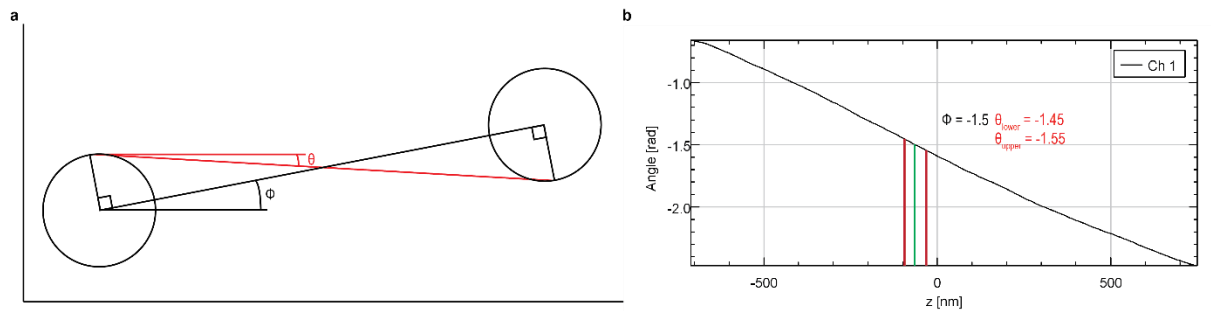 a
θ
Φ
b
Ch 1
Φ = -1.5 θlower = -1.45
θupper = -1.55
Angle [rad]
-1.0
-1.5
-2.0
-500 0 500
z [nm]